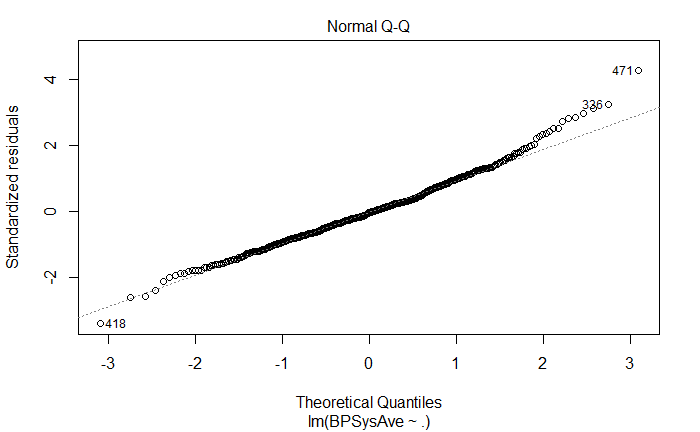 Normal Q-Q
Standardized residuals
4
2
0
-2
471
336
418
-3 -2 -1 0 1 2 3
Theoretical Quantiles
lm(BPSysAve ~ .)